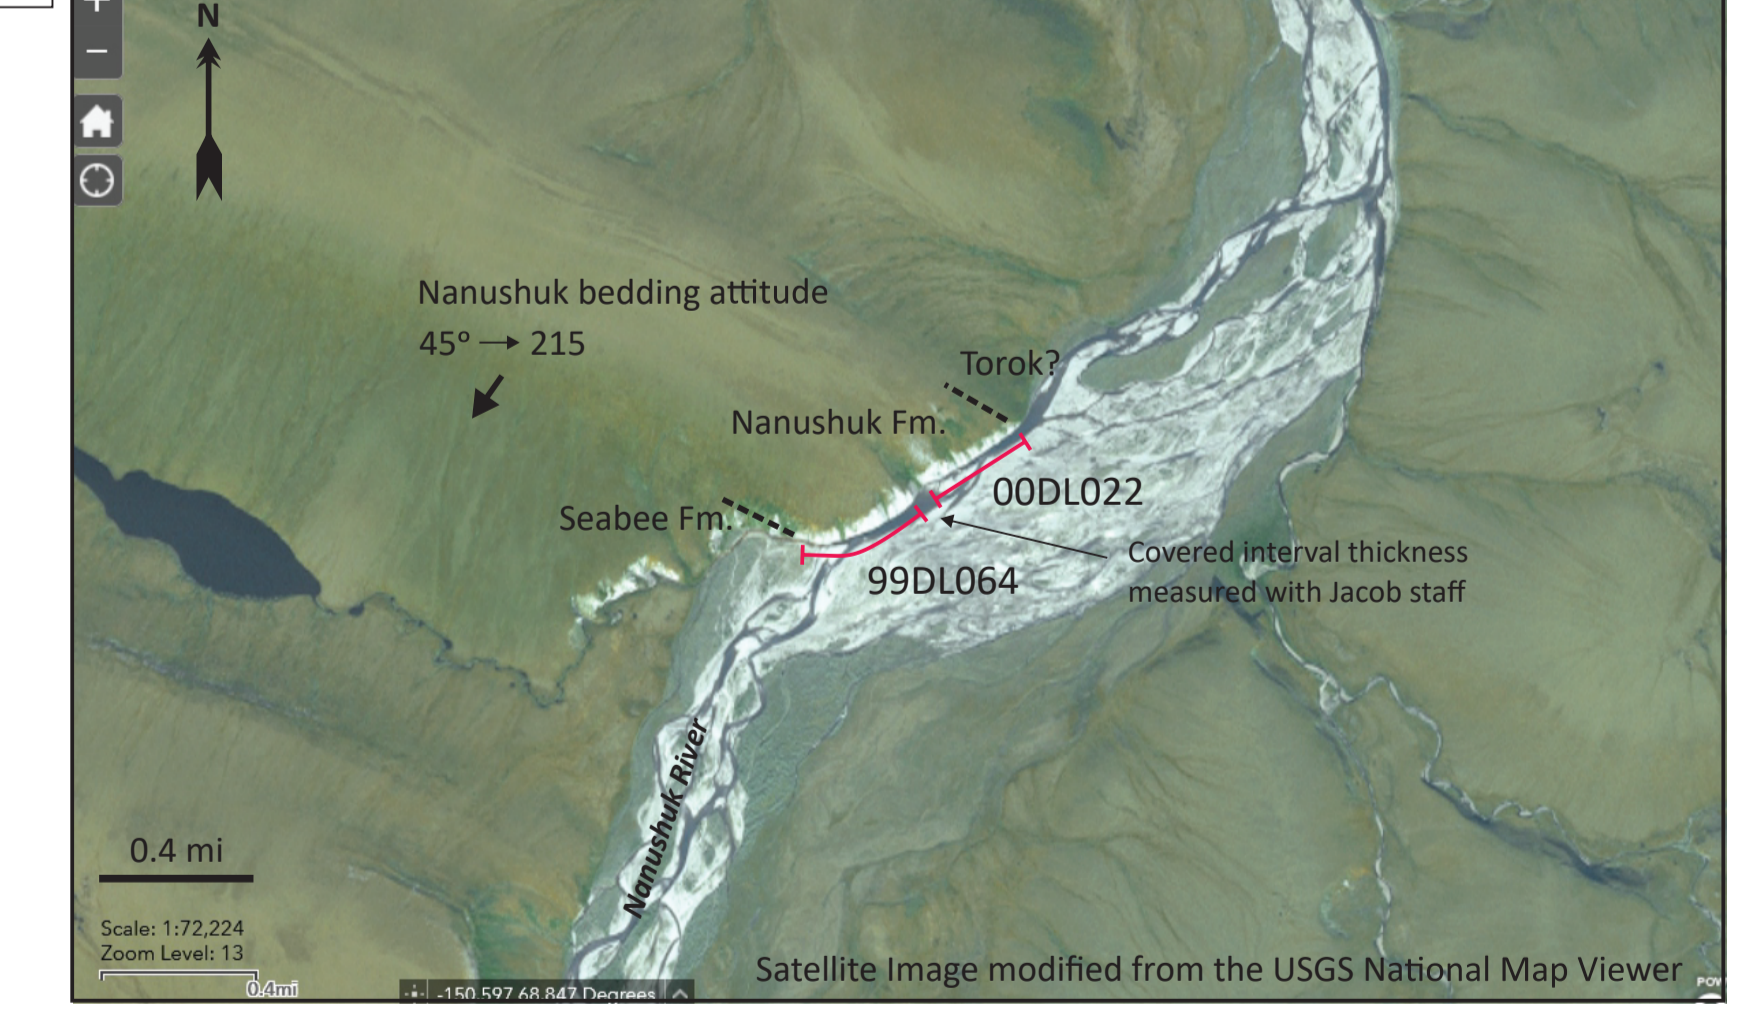 N
Nanushuk bedding attitude
45º → 215
Torok?
Nanushuk Fm.
00DL022
Seabee Fm.
Covered interval thickness
measured with Jacob staff
99DL064
Nanushuk River
0.4 mi
Scale: 1:72,224
Zoom Level: 13
0.4mi
-150.597 68.847 Degrees
Satellite Image modified from the USGS National Map Viewer
POW